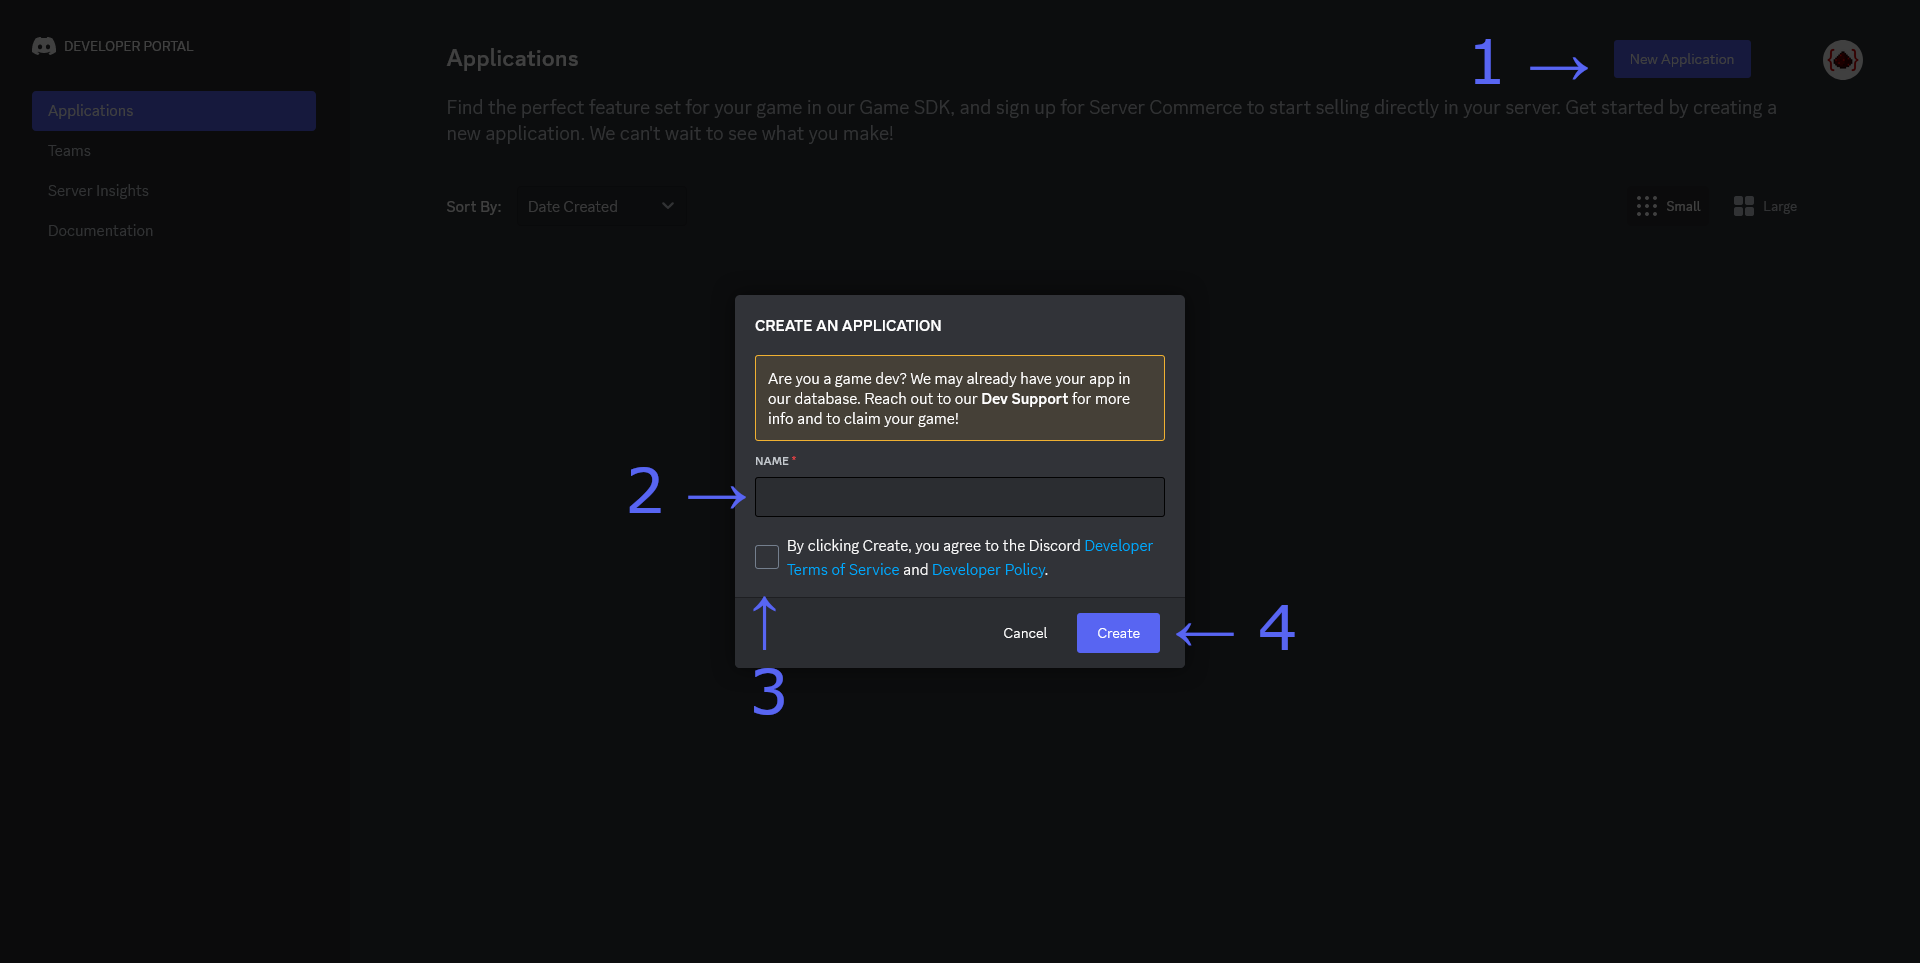 DEVELOPER PORTAL
Applications
Teams
Server Insights
Documentation
Applications
1 →
New Application
Find the perfect feature set for your game in our Game SDK, and sign up for Server Commerce to start selling directly in your server. Get started by creating a
new application. We can't wait to see what you make!
Sort By:
Date Created
Small
Large
CREATE AN APPLICATION
Are you a game dev? We may already have your app in
our database. Reach out to our Dev Support for more
info and to claim your game!
NAME *
2 →
By clicking Create, you agree to the Discord Developer
Terms of Service and Developer Policy.
↑
3
Cancel
Create
← 4